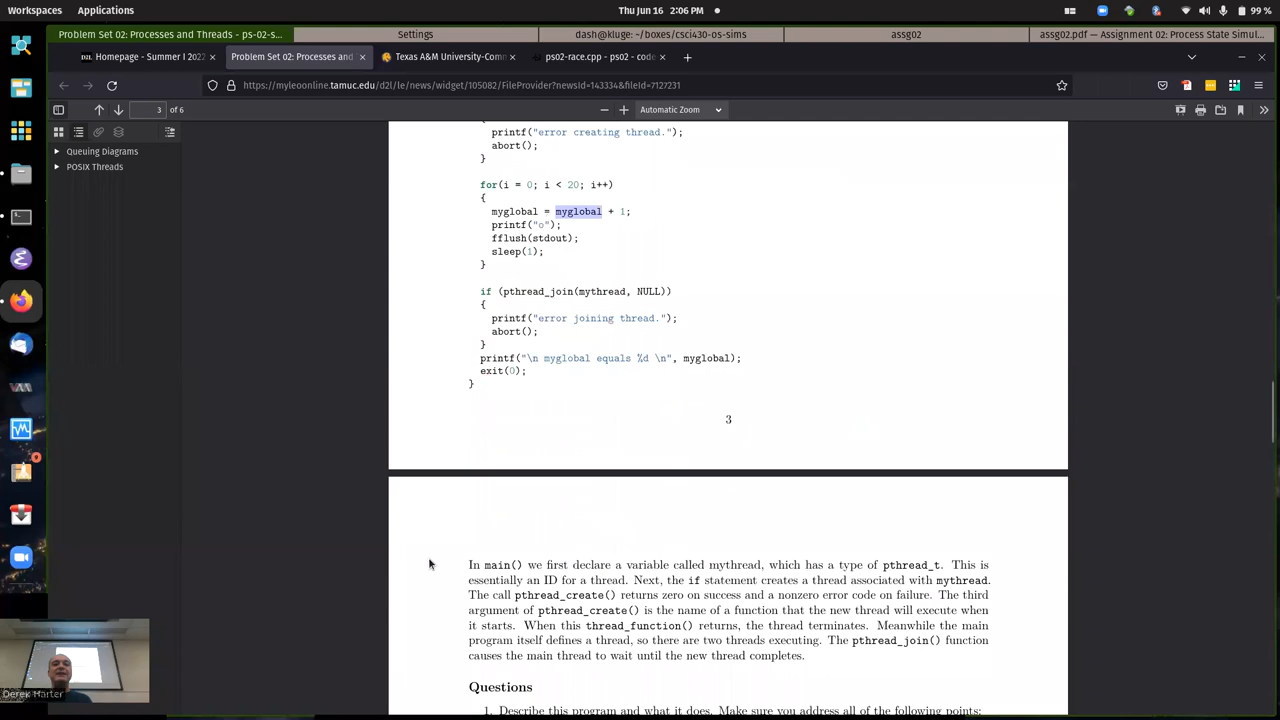 Workspaces Applications Thu Jun 16 2:06 PM 99 %
Problem Set 02: Processes and Threads - ps-02-s... Settings dash@kluge: ~/boxes/csci430-os-sims assg02 assg02.pdf — Assignment 02: Process State Simul...
Homepage - Summer I 2022 Problem Set 02: Processes and Texas A&M University-Com ps02-race.cpp - ps02 - code
https://myleoonline.tamuc.edu/d2l/le/news/widget/105082/FileProvider?newsId=143334&fileId=7127231
3 of 6 Automatic Zoom
Queuing Diagrams
POSIX Threads
{
printf("error creating thread.");
abort();
}
for(i = 0; i < 20; i++)
{
myglobal = myglobal + 1;
printf("o");
fflush(stdout);
sleep(1);
}
if (pthread_join(mythread, NULL))
{
printf("error joining thread.");
abort();
}
printf("\n myglobal equals %d \n", myglobal);
exit(0);
}
3
In main() we first declare a variable called mythread, which has a type of pthread_t. This is
essentially an ID for a thread. Next, the if statement creates a thread associated with mythread.
The call pthread_create() returns zero on success and a nonzero error code on failure. The third
argument of pthread_create() is the name of a function that the new thread will execute when
it starts. When this thread_function() returns, the thread terminates. Meanwhile the main
program itself defines a thread, so there are two threads executing. The pthread_join() function
causes the main thread to wait until the new thread completes.
Questions
1. Describe this program and what it does. Make sure you address all of the following points:
9
Derek Harter